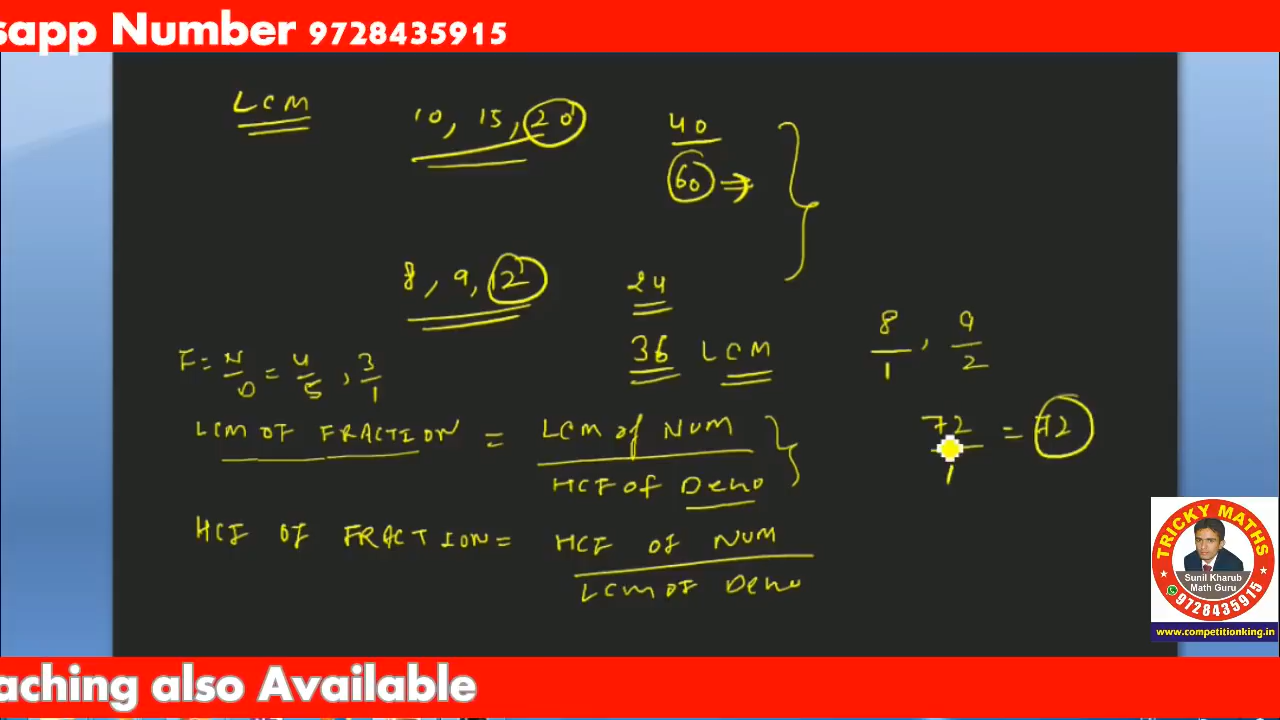 sapp Number 9728435915
LCM
10, 15, 20
40
60 ⇒
8, 9, 12
24
36 LCM
8/1, 9/2
F = N/D = 4/5, 3/1
LCM OF FRACTION = LCM of NUM / HCF of Deno
72/1 = 72
HCF OF FRACTION = HCF OF NUM / LCM OF Deno
TRICKY MATHS
Sunil Kharub
Math Guru
9728435915
www.competitionking.in
aching also Available